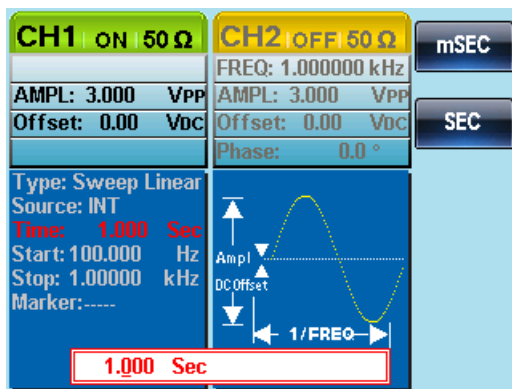 CH1 ON 50 Ω
CH2 OFF 50 Ω
mSEC
FREQ: 1.000000 kHz
AMPL: 3.000 VPP
AMPL: 3.000 VPP
Offset: 0.00 VDC
Offset: 0.00 VDC
SEC
Phase: 0.0 °
Type: Sweep Linear
Source: INT
Time: 1.000 Sec
Start: 100.000 Hz
Stop: 1.00000 kHz
Marker:-----
Ampl
DC Offset
1/FREQ
1.000 Sec